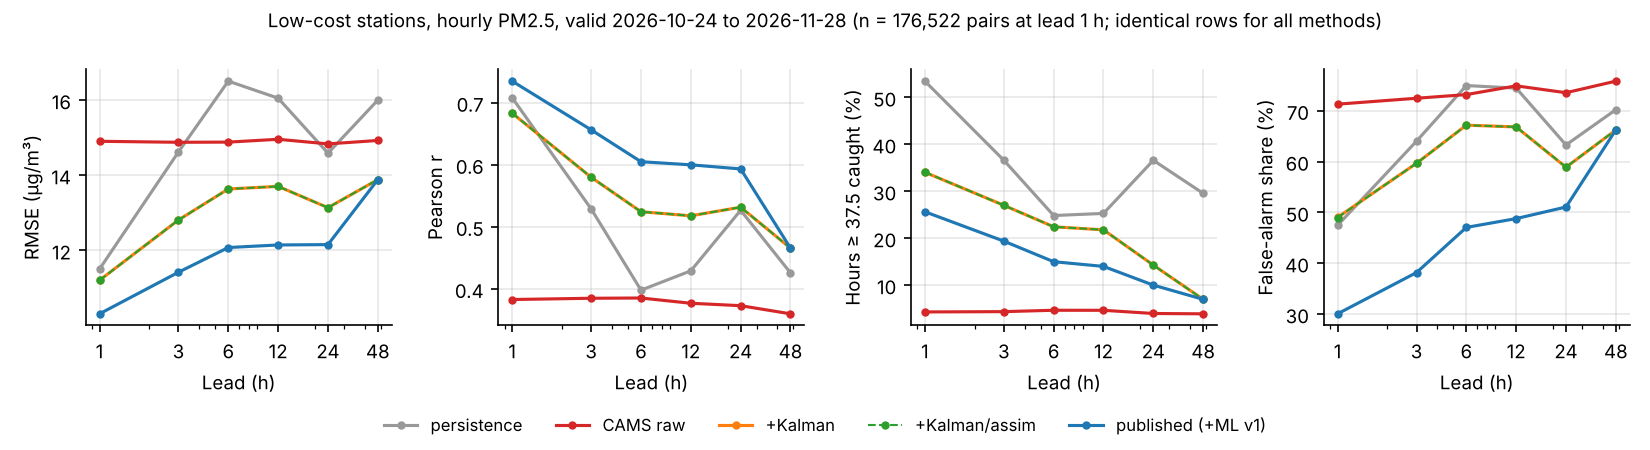 Low-cost stations, hourly PM2.5, valid 2026-10-24 to 2026-11-28 (n = 176,522 pairs at lead 1 h; identical rows for all methods)
RMSE (µg/m³)
16
14
12
1 3 6 12 24 48
Lead (h)
Pearson r
0.7
0.6
0.5
0.4
1 3 6 12 24 48
Lead (h)
Hours ≥ 37.5 caught (%)
50
40
30
20
10
1 3 6 12 24 48
Lead (h)
False-alarm share (%)
70
60
50
40
30
1 3 6 12 24 48
Lead (h)
persistence CAMS raw +Kalman +Kalman/assim published (+ML v1)